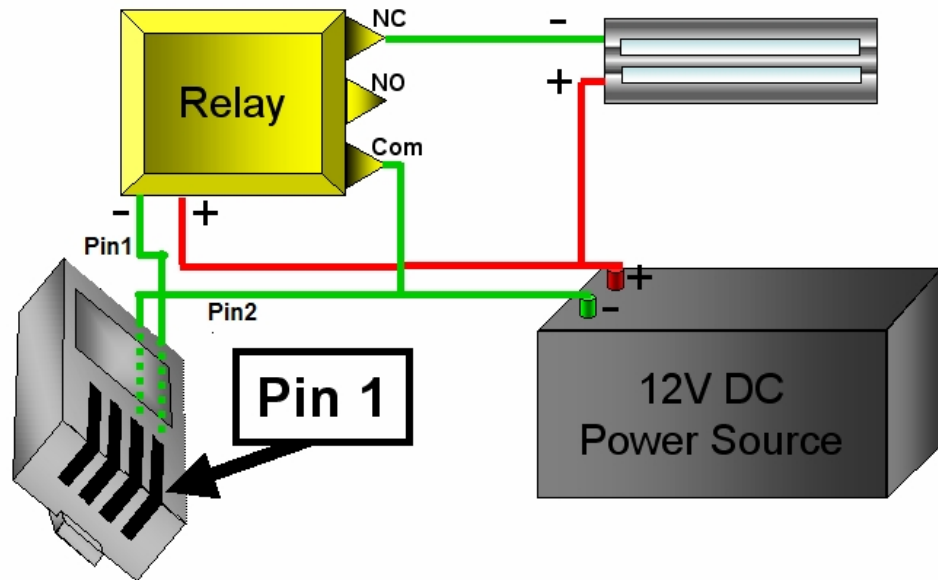 NC
-
NO
+
Relay
Com
- +
Pin1
+
Pin2
-
Pin 1
12V DC
Power Source